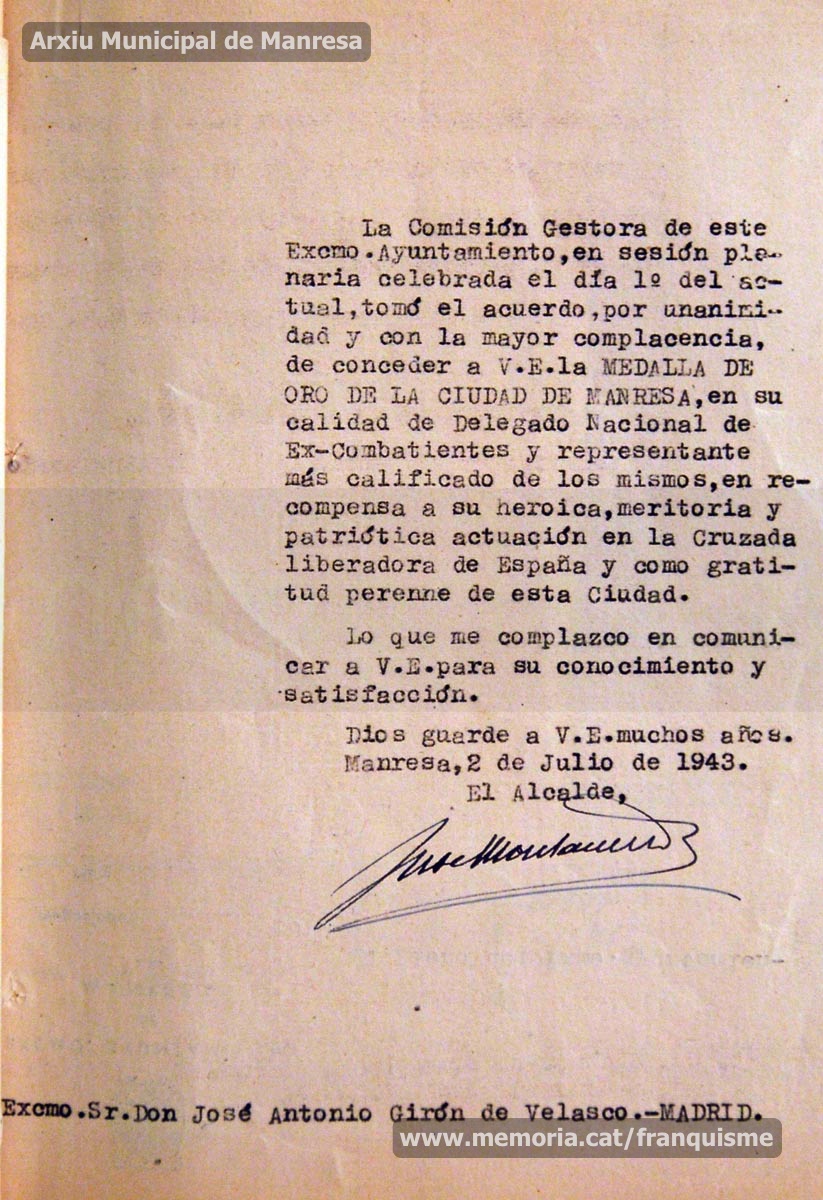 Arxiu Municipal de Manresa
La Comisión Gestora de este
Excmo.Ayuntamiento,en sesión ple-
naria celebrada el día 1º del ac-
tual,tomó el acuerdo,por unanimi-
dad y con la mayor complacencia,
de conceder a V.E.la MEDALLA DE
ORO DE LA CIUDAD DE MANRESA,en su
calidad de Delegado Nacional de
Ex-Combatientes y representante
más calificado de los mismos,en re-
compensa a su heroica,meritoria y
patriótica actuación en la Cruzada
liberadora de España y como grati-
tud perenne de esta Ciudad.
Lo que me complazco en comuni-
car a V.E.para su conocimiento y
satisfacción.
Dios guarde a V.E.muchos años.
Manresa,2 de Julio de 1943.
El Alcalde,
Excmo.Sr.Don José Antonio Girón de Velasco.-MADRID.
www.memoria.cat/franquisme